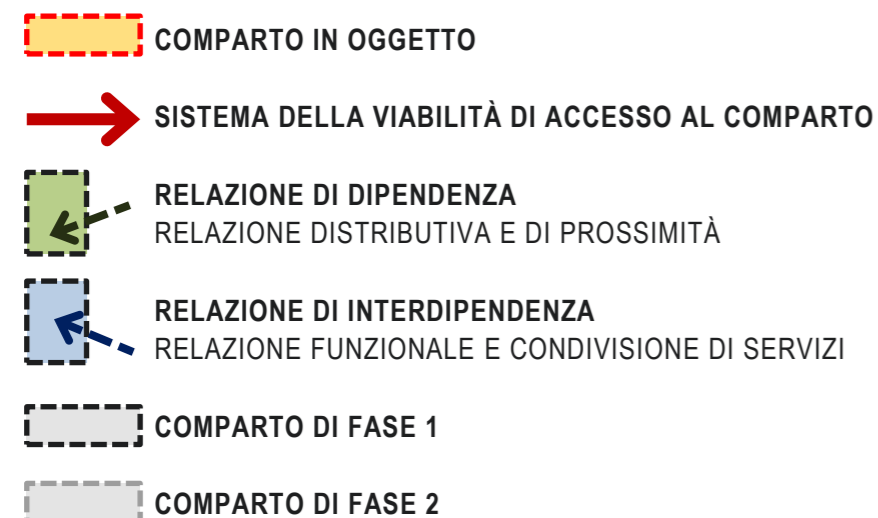 COMPARTO IN OGGETTO
SISTEMA DELLA VIABILITÀ DI ACCESSO AL COMPARTO
RELAZIONE DI DIPENDENZA
RELAZIONE DISTRIBUTIVA E DI PROSSIMITÀ
RELAZIONE DI INTERDIPENDENZA
RELAZIONE FUNZIONALE E CONDIVISIONE DI SERVIZI
COMPARTO DI FASE 1
COMPARTO DI FASE 2